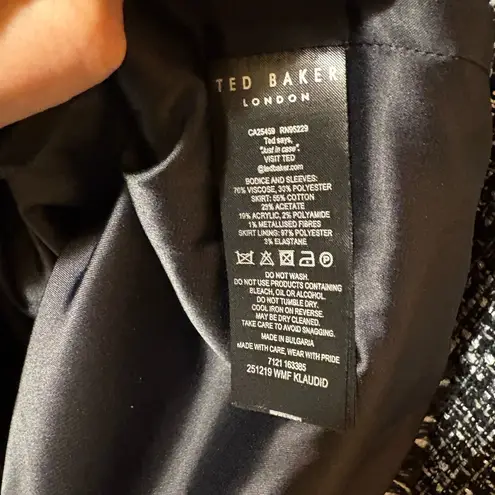 TED BAKER
LONDON
CA25459 RN95229
Ted says,
"Just in case".
VISIT TED
@tedbaker.com
BODICE AND SLEEVES:
70% VISCOSE, 30% POLYESTER
SKIRT: 55% COTTON
23% ACETATE
19% ACRYLIC, 2% POLYAMIDE
1% METALLISED FIBRES
SKIRT LINING: 97% POLYESTER
3% ELASTANE
DO NOT WASH.
DO NOT USE PRODUCTS CONTAINING
BLEACH, OIL OR ALCOHOL.
DO NOT TUMBLE DRY.
COOL IRON ON REVERSE.
MAY BE DRY CLEANED.
TAKE CARE TO AVOID SNAGGING.
MADE IN BULGARIA
MADE WITH CARE, WEAR WITH PRIDE
7121 163385
251219 WMF KLAUDID